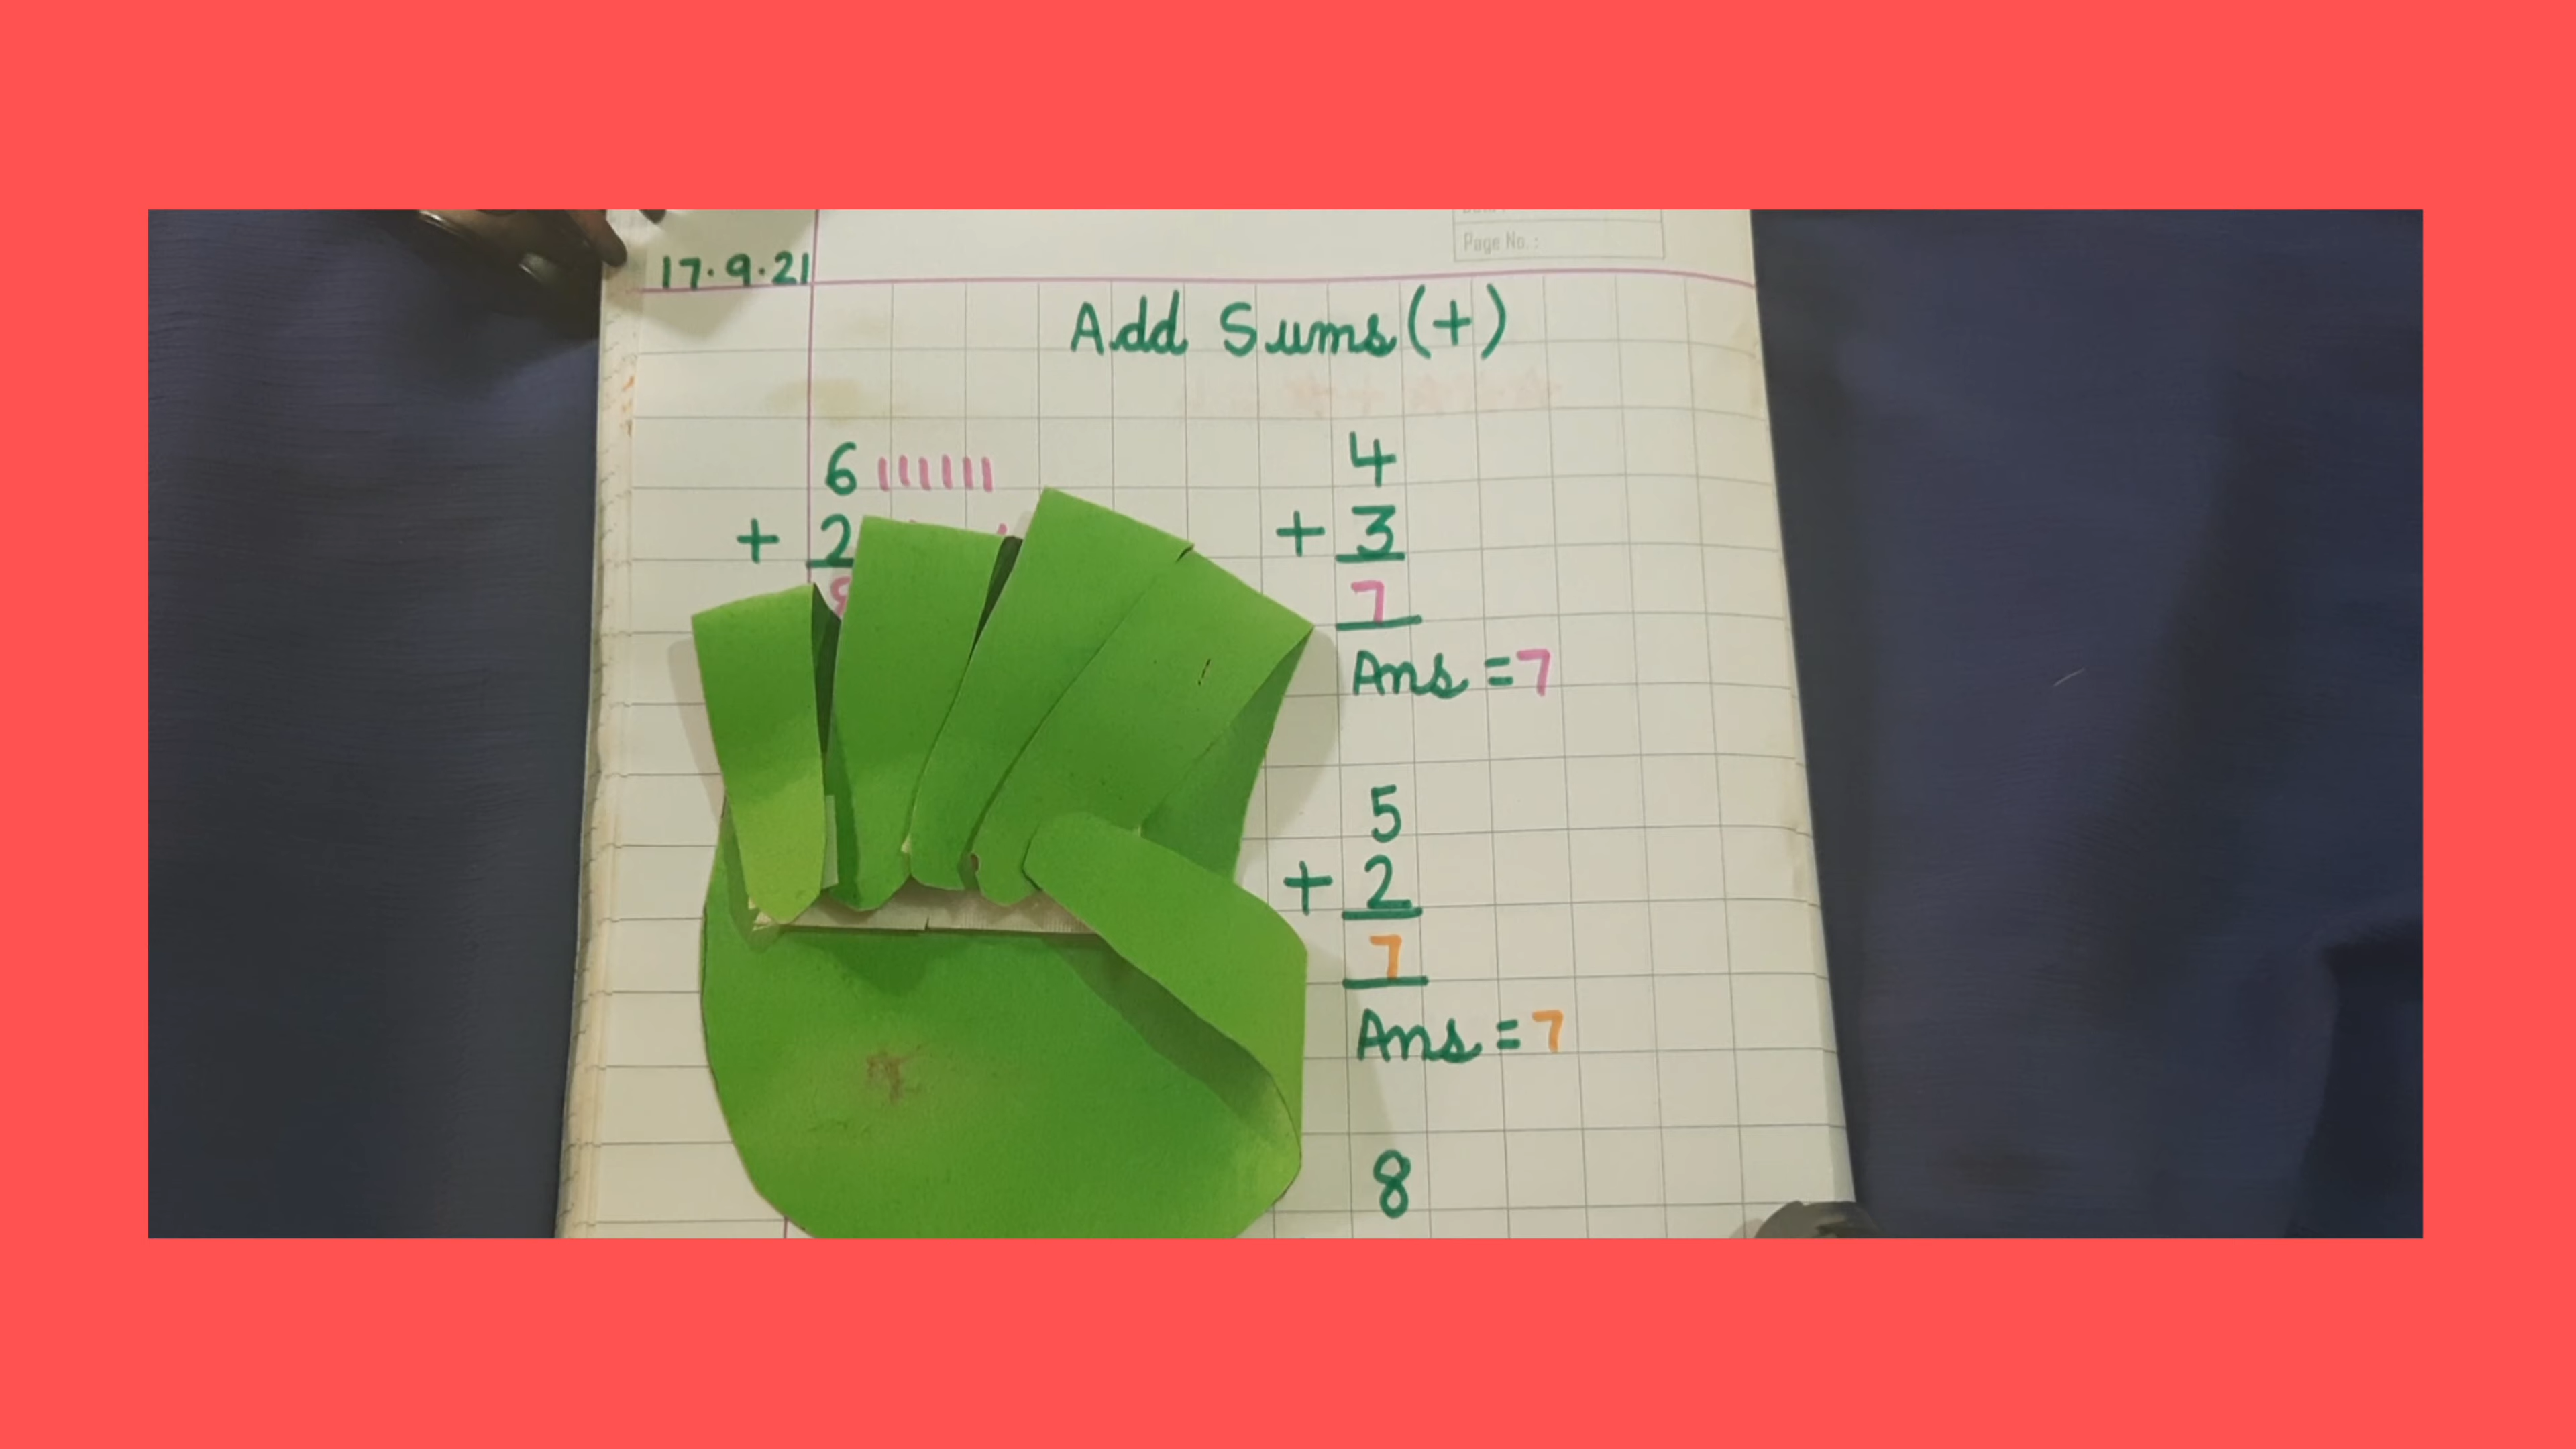 Page No. :
17.9.21
Add Sums (+)
6
+ 2
8
4
+ 3
7
Ans = 7
5
+ 2
7
Ans = 7
8